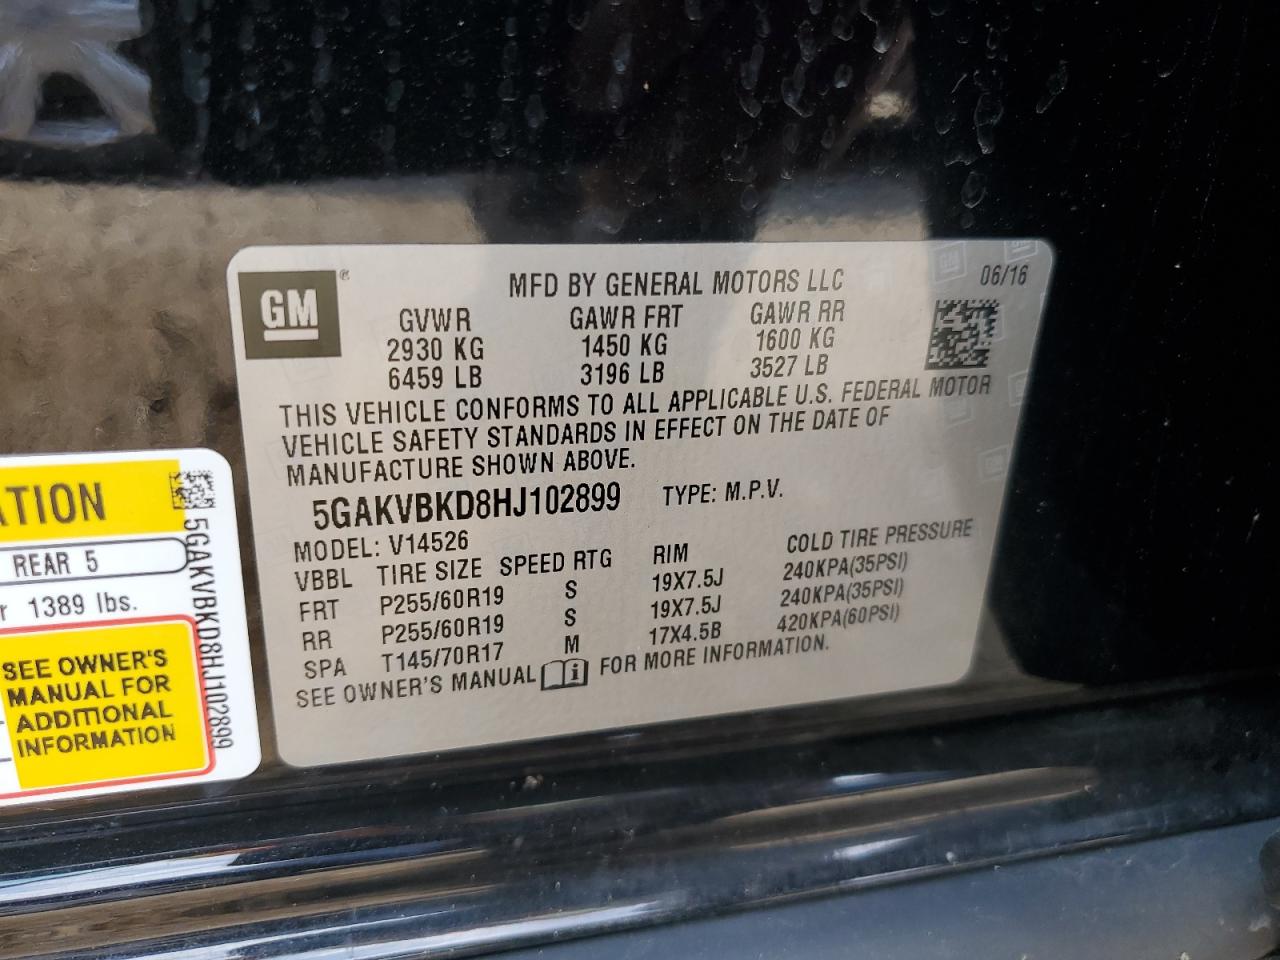 GM ®
MFD BY GENERAL MOTORS LLC 06/16
GVWR GAWR FRT GAWR RR
2930 KG 1450 KG 1600 KG
6459 LB 3196 LB 3527 LB
THIS VEHICLE CONFORMS TO ALL APPLICABLE U.S. FEDERAL MOTOR
VEHICLE SAFETY STANDARDS IN EFFECT ON THE DATE OF
MANUFACTURE SHOWN ABOVE.
5GAKVBKD8HJ102899 TYPE: M.P.V.
MODEL: V14526
VBBL TIRE SIZE SPEED RTG RIM COLD TIRE PRESSURE
FRT P255/60R19 S 19X7.5J 240KPA(35PSI)
RR P255/60R19 S 19X7.5J 240KPA(35PSI)
SPA T145/70R17 M 17X4.5B 420KPA(60PSI)
SEE OWNER'S MANUAL i FOR MORE INFORMATION.
ATION
REAR 5
r 1389 lbs.
SEE OWNER'S
MANUAL FOR
ADDITIONAL
INFORMATION
5GAKVBKD8HJ102899